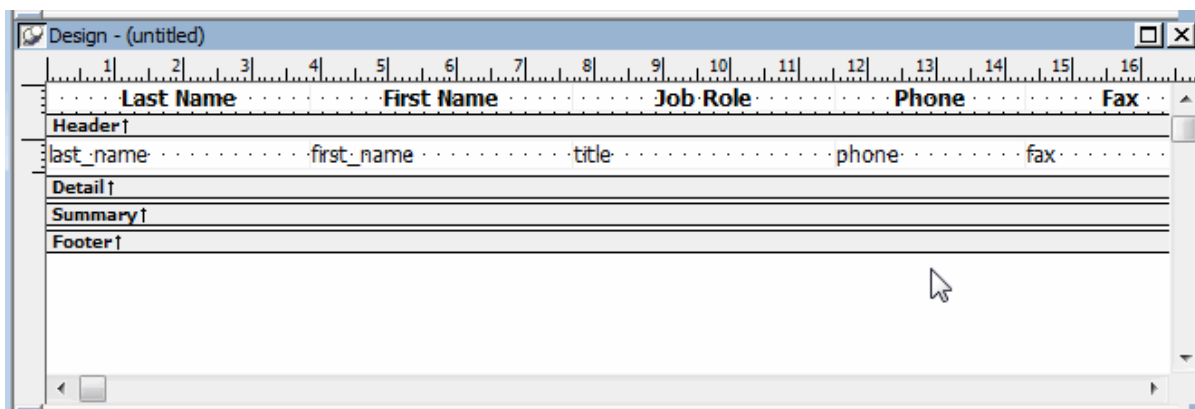 Design - (untitled)
1 2 3 4 5 6 7 8 9 10 11 12 13 14 15 16
Last Name First Name Job Role Phone Fax
Header↑
last_name first_name title phone fax
Detail↑
Summary↑
Footer↑